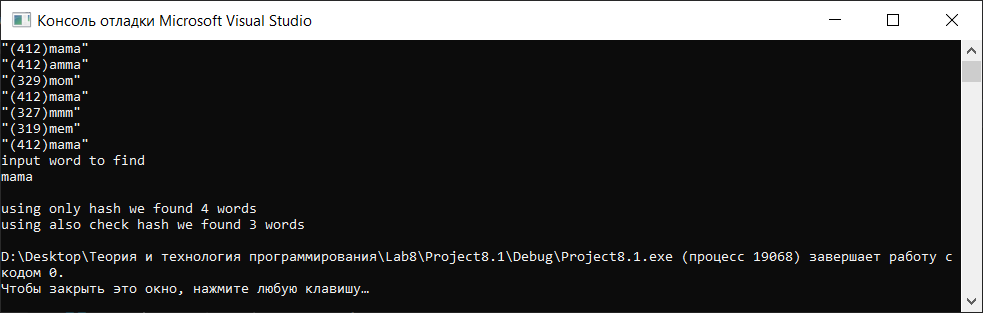 Консоль отладки Microsoft Visual Studio
"(412)mama"
"(412)amma"
"(329)mom"
"(412)mama"
"(327)mmm"
"(319)mem"
"(412)mama"
input word to find
mama
using only hash we found 4 words
using also check hash we found 3 words
D:\Desktop\Теория и технология программирования\Lab8\Project8.1\Debug\Project8.1.exe (процесс 19068) завершает работу с
кодом 0.
Чтобы закрыть это окно, нажмите любую клавишу…